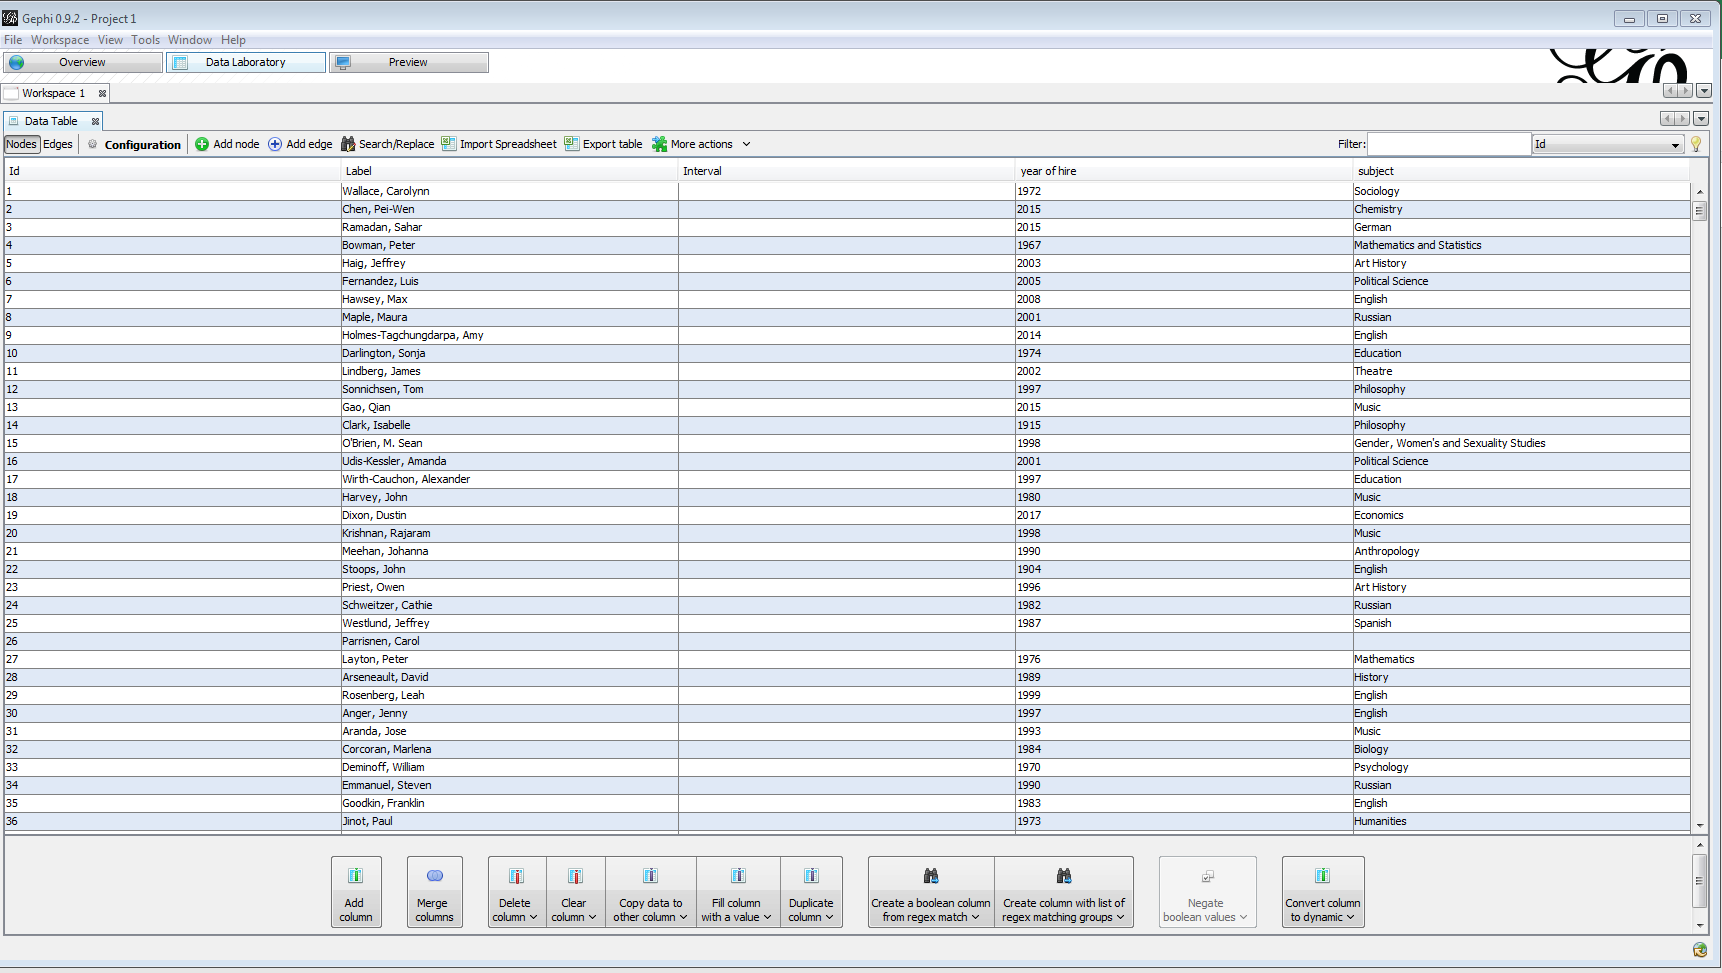 Gephi 0.9.2 - Project 1
File Workspace View Tools Window Help
Overview Data Laboratory Preview
Workspace 1
Data Table
Nodes Edges Configuration Add node Add edge Search/Replace Import Spreadsheet Export table More actions Filter: Id
Id Label Interval year of hire subject
1 Wallace, Carolynn 1972 Sociology
2 Chen, Pei-Wen 2015 Chemistry
3 Ramadan, Sahar 2015 German
4 Bowman, Peter 1967 Mathematics and Statistics
5 Haig, Jeffrey 2003 Art History
6 Fernandez, Luis 2005 Political Science
7 Hawsey, Max 2008 English
8 Maple, Maura 2001 Russian
9 Holmes-Tagchungdarpa, Amy 2014 English
10 Darlington, Sonja 1974 Education
11 Lindberg, James 2002 Theatre
12 Sonnichsen, Tom 1997 Philosophy
13 Gao, Qian 2015 Music
14 Clark, Isabelle 1915 Philosophy
15 O'Brien, M. Sean 1998 Gender, Women's and Sexuality Studies
16 Udis-Kessler, Amanda 2001 Political Science
17 Wirth-Cauchon, Alexander 1997 Education
18 Harvey, John 1980 Music
19 Dixon, Dustin 2017 Economics
20 Krishnan, Rajaram 1998 Music
21 Meehan, Johanna 1990 Anthropology
22 Stoops, John 1904 English
23 Priest, Owen 1996 Art History
24 Schweitzer, Cathie 1982 Russian
25 Westlund, Jeffrey 1987 Spanish
26 Parrisnen, Carol
27 Layton, Peter 1976 Mathematics
28 Arseneault, David 1989 History
29 Rosenberg, Leah 1999 English
30 Anger, Jenny 1997 English
31 Aranda, Jose 1993 Music
32 Corcoran, Marlena 1984 Biology
33 Deminoff, William 1970 Psychology
34 Emmanuel, Steven 1990 Russian
35 Goodkin, Franklin 1983 English
36 Jinot, Paul 1973 Humanities
Add column
Merge columns
Delete column
Clear column
Copy data to other column
Fill column with a value
Duplicate column
Create a boolean column from regex match
Create column with list of regex matching groups
Negate boolean values
Convert column to dynamic